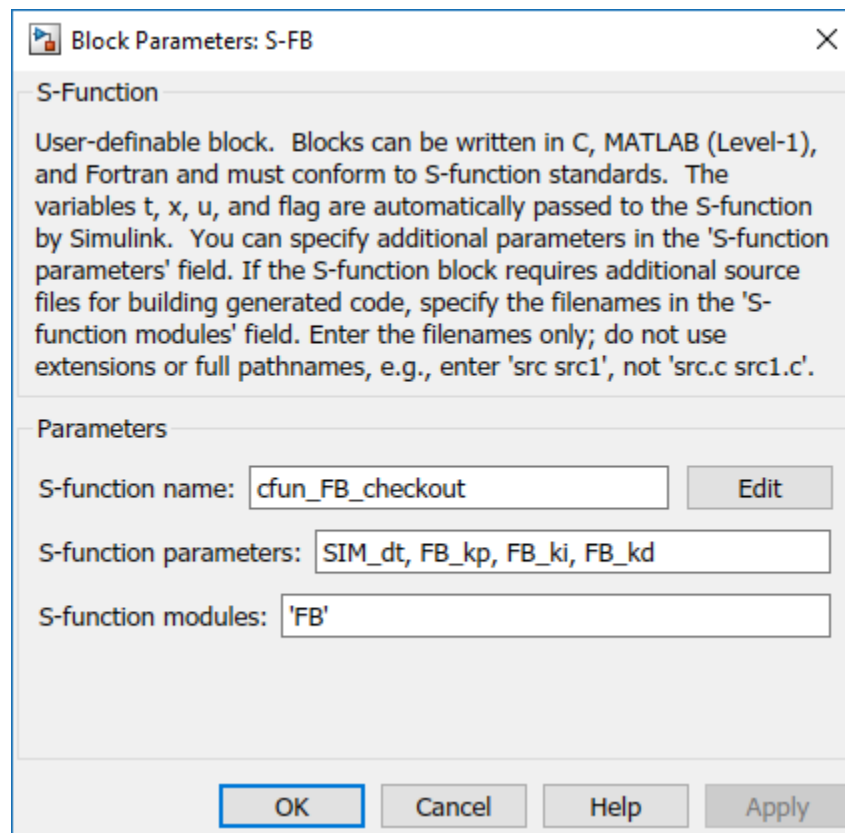 Block Parameters: S-FB
S-Function
User-definable block.  Blocks can be written in C, MATLAB (Level-1),
and Fortran and must conform to S-function standards.  The
variables t, x, u, and flag are automatically passed to the S-function
by Simulink.  You can specify additional parameters in the 'S-function
parameters' field. If the S-function block requires additional source
files for building generated code, specify the filenames in the 'S-
function modules' field. Enter the filenames only; do not use
extensions or full pathnames, e.g., enter 'src src1', not 'src.c src1.c'.
Parameters
S-function name: cfun_FB_checkout Edit
S-function parameters: SIM_dt, FB_kp, FB_ki, FB_kd
S-function modules: 'FB'
OK Cancel Help Apply